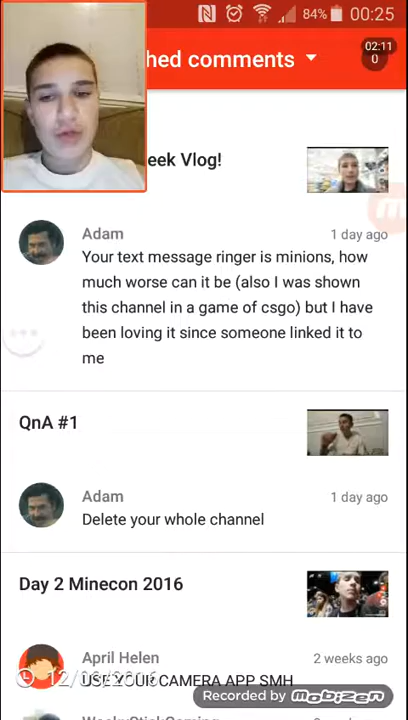 84% 00:25
hed comments
02:11
0
eek Vlog!
Adam 1 day ago
Your text message ringer is minions, how
much worse can it be (also I was shown
this channel in a game of csgo) but I have
been loving it since someone linked it to
me
QnA #1
Adam 1 day ago
Delete your whole channel
Day 2 Minecon 2016
April Helen 2 weeks ago
USE YOUR CAMERA APP SMH
Recorded by mobizen